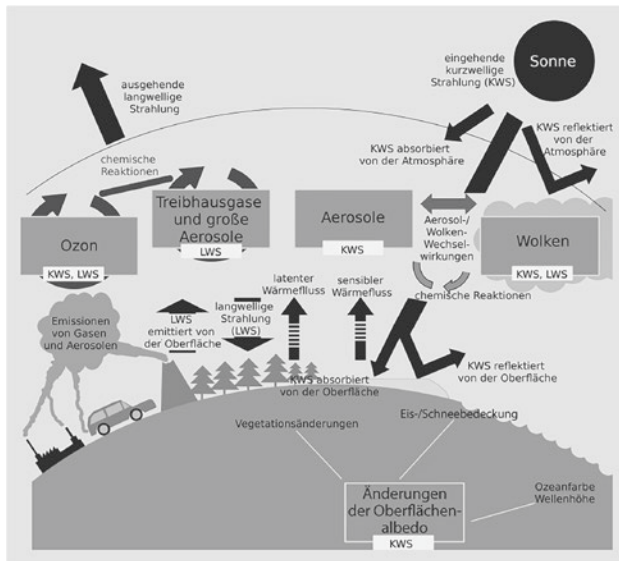 eingehende
kurzwellige
Strahlung (KWS)
Sonne
ausgehende
langwellige
Strahlung
KWS absorbiert
von der Atmosphäre
KWS reflektiert
von der
Atmosphäre
chemische
Reaktionen
Ozon
KWS, LWS
Treibhausgase
und große
Aerosole
LWS
Aerosole
KWS
Aerosol-/
Wolken-
Wechsel-
wirkungen
Wolken
KWS, LWS
chemische Reaktionen
Emissionen
von Gasen
und Aerosolen
LWS
emittiert von
der Oberfläche
langwellige
Strahlung
(LWS)
latenter
Wärmeflluss
sensibler
Wärmefluss
KWS absorbiert
von der Oberfläche
KWS reflektiert
von der Oberfläche
Vegetationsänderungen
Eis-/Schneebedeckung
Änderungen
der Oberflächen-
albedo
KWS
Ozeanfarbe
Wellenhöhe